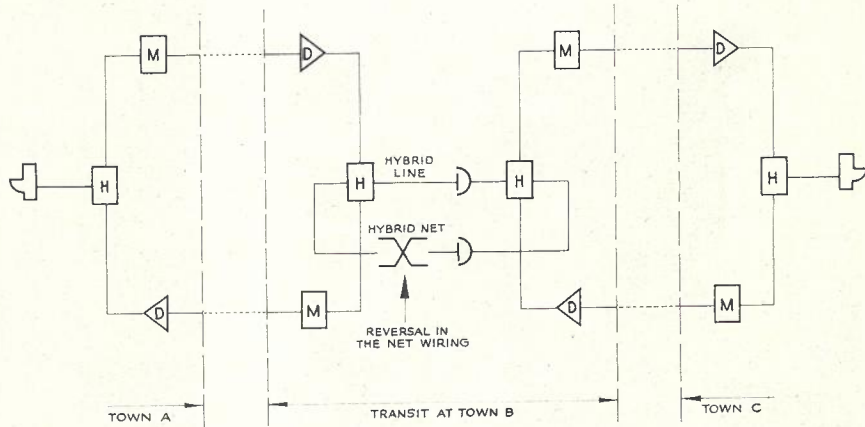 M
D
M
D
H
HYBRID
LINE
H
H
H
HYBRID NET
D
M
D
M
REVERSAL IN
THE NET WIRING
TOWN A
TRANSIT AT TOWN B
TOWN C